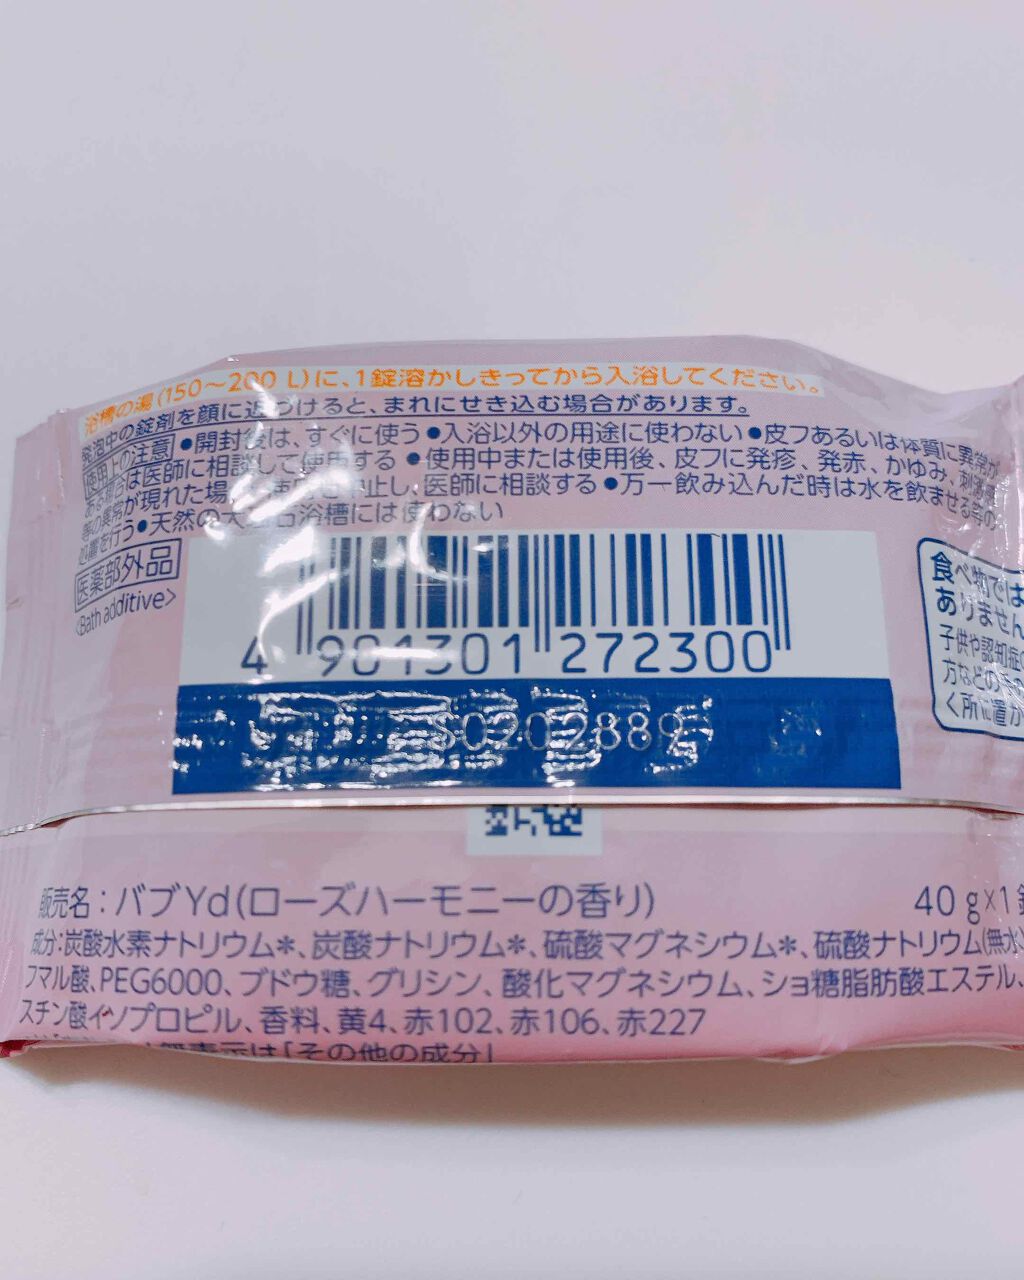 浴槽の湯(150〜200 L)に、1錠溶かしきってから入浴してください。
発泡中の錠剤を顔に近づけると、まれにせき込む場合があります。
使用上の注意 ●開封後は、すぐに使う ●入浴以外の用途に使わない ●皮フあるいは体質に異常が
ある場合は医師に相談して使用する ●使用中または使用後、皮フに発疹、発赤、かゆみ、刺激感
等の異常が現れた場 使用を中止し、医師に相談する ●万一飲み込んだ時は水を飲ませる等の
処置を行う ●天然の大理石浴槽には使わない
医薬部外品
<Bath additive>
食べ物では
ありません
子供や認知症の
方などの手の
く所に置か
4 901301 272300
S0202889
販売名:バブYd(ローズハーモニーの香り)
40 g×1錠
成分:炭酸水素ナトリウム*、炭酸ナトリウム*、硫酸マグネシウム*、硫酸ナトリウム(無水)
フマル酸、PEG6000、ブドウ糖、グリシン、酸化マグネシウム、ショ糖脂肪酸エステル、
スチン酸イソプロピル、香料、黄4、赤102、赤106、赤227
無表示は「その他の成分」